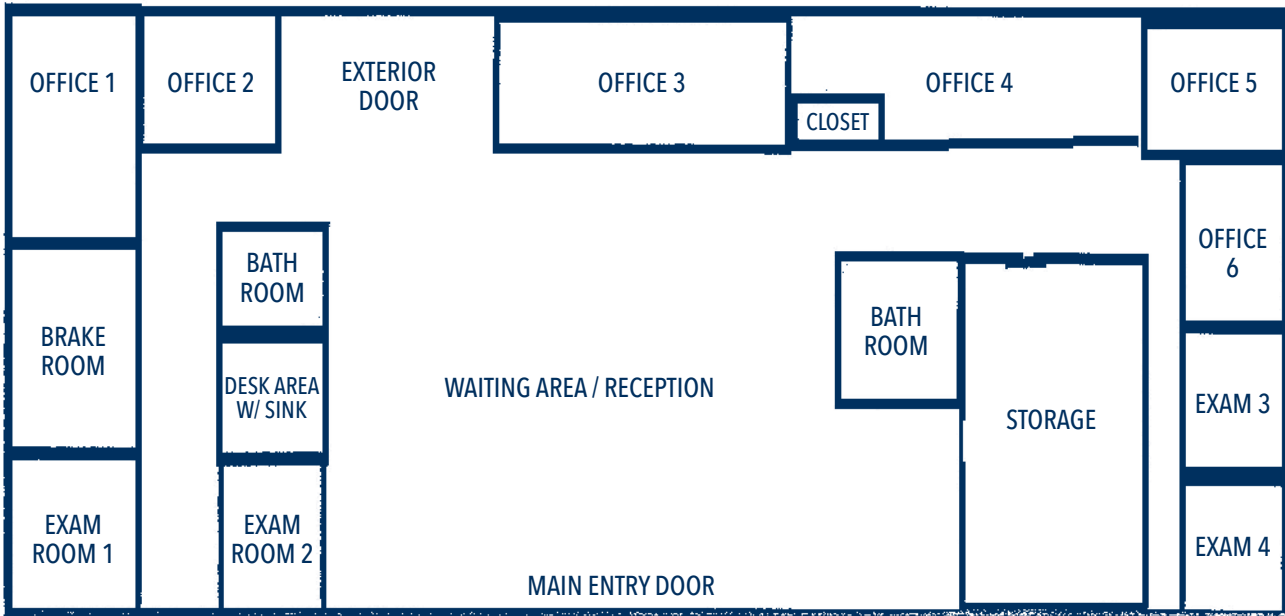 OFFICE 1
OFFICE 2
EXTERIOR
DOOR
OFFICE 3
OFFICE 4
OFFICE 5
CLOSET
OFFICE
6
BATH
ROOM
BRAKE
ROOM
DESK AREA
W/ SINK
WAITING AREA / RECEPTION
BATH
ROOM
STORAGE
EXAM 3
EXAM
ROOM 1
EXAM
ROOM 2
MAIN ENTRY DOOR
EXAM 4